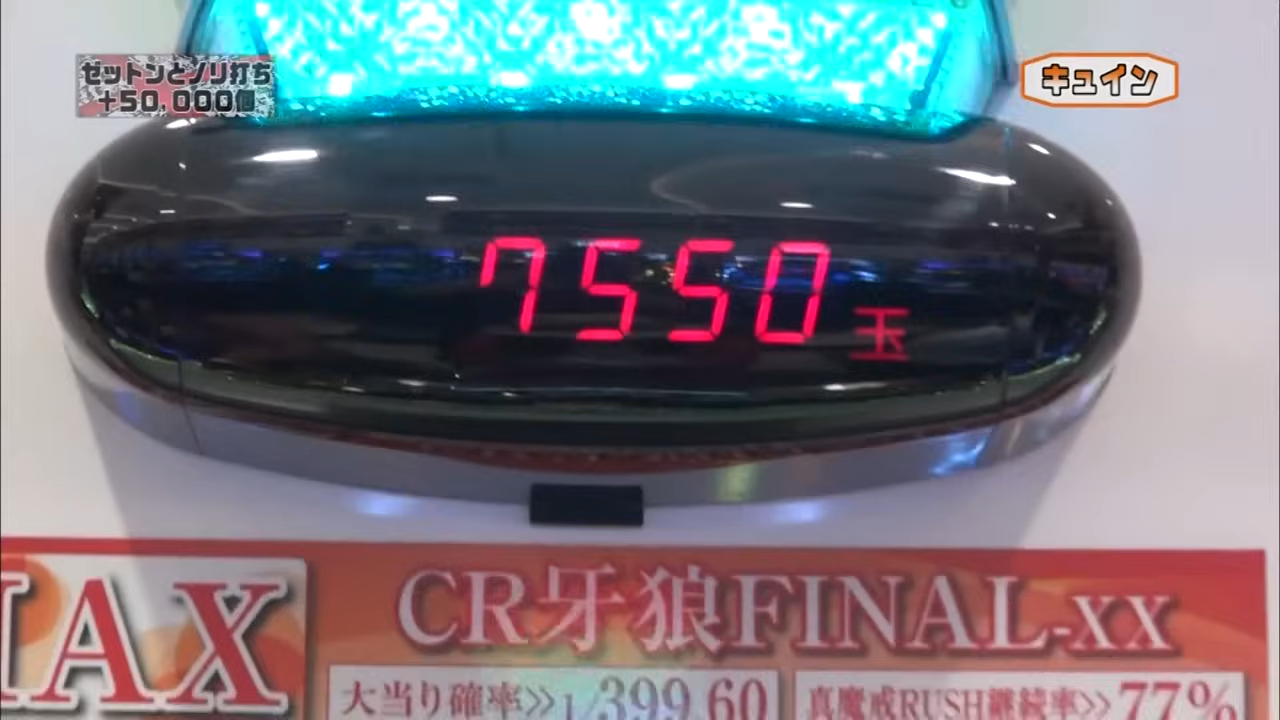 ゼットンとノリ打ち
+50,000個
キュイン
7550玉
MAX
CR牙狼FINAL-XX
大当り確率>>1/399.60
真魔戒RUSH継続率>>77%